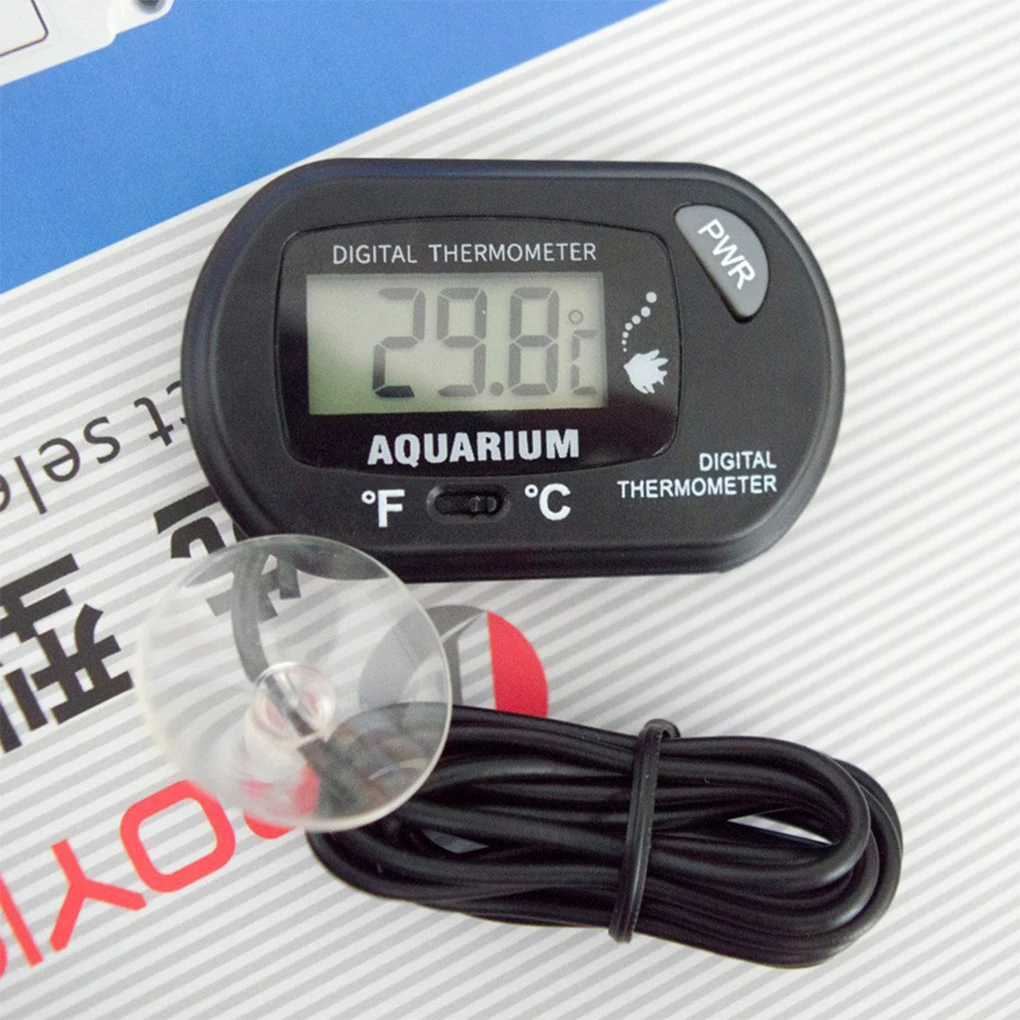 DIGITAL THERMOMETER
PWR
29.8°C
AQUARIUM
°F
°C
DIGITAL
THERMOMETER